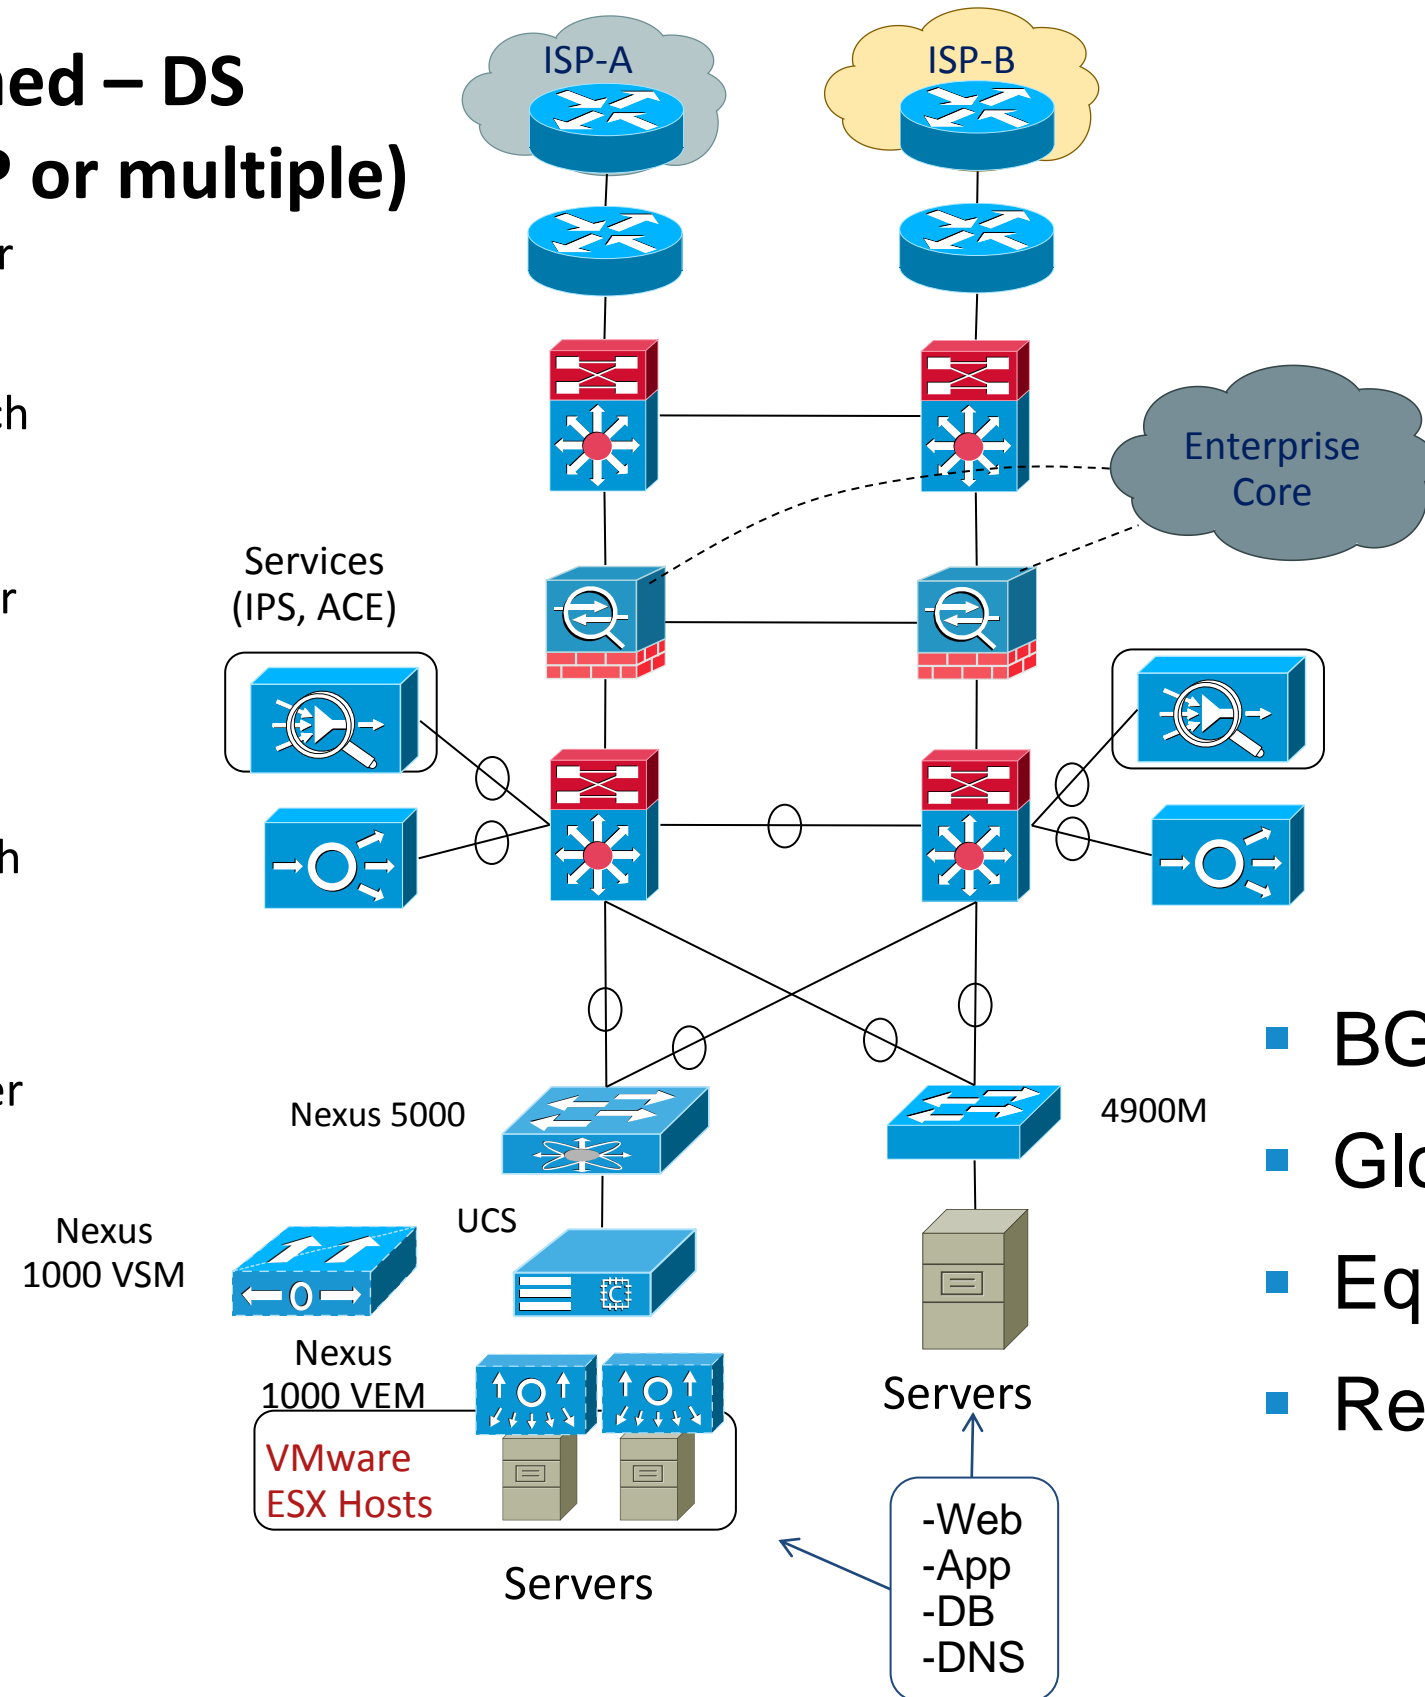 ISP-A
ISP-B
– DS
or multiple)
Enterprise
Core
Services
(IPS, ACE)
Nexus 5000
4900M
UCS
Nexus
1000 VSM
Nexus
1000 VEM
VMware
ESX Hosts
Servers
Servers
-Web
-App
-DB
-DNS